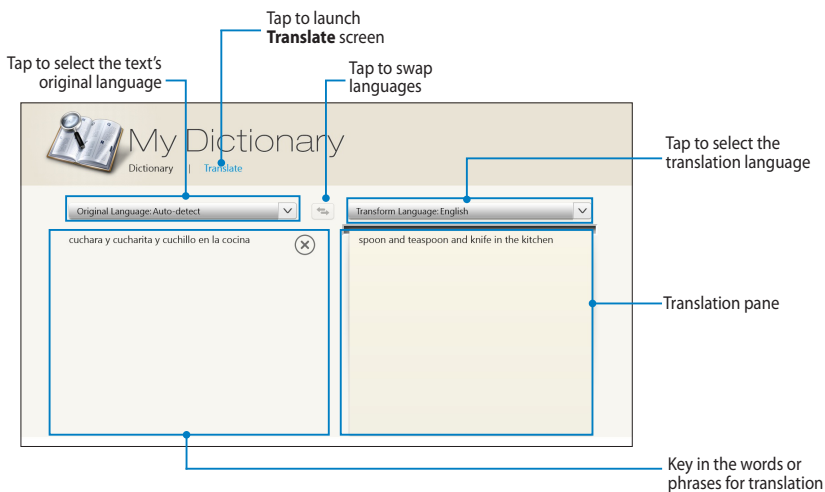 Tap to launch
Translate screen
Tap to select the text's
original language
Tap to swap
languages
My Dictionary
Dictionary | Translate
Tap to select the
translation language
Original Language: Auto-detect
Transform Language: English
cuchara y cucharita y cuchillo en la cocina
spoon and teaspoon and knife in the kitchen
Translation pane
Key in the words or
phrases for translation